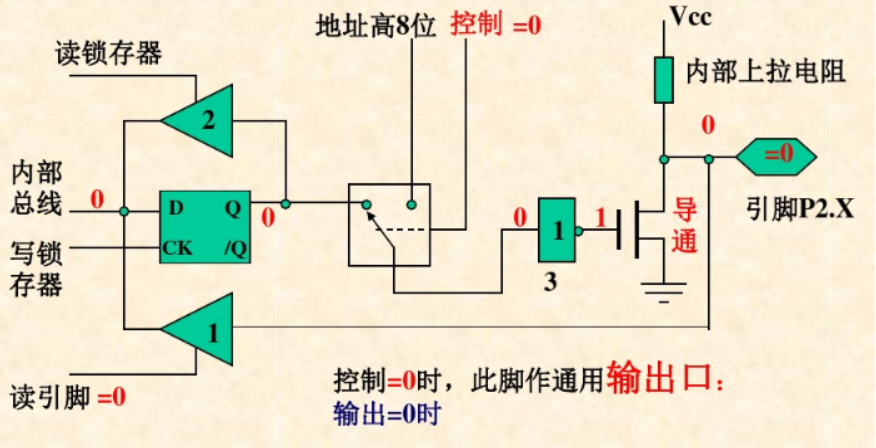 地址高8位 控制 =0
Vcc
读锁存器
内部上拉电阻
2
0
=0
内部
总线 0
D Q
0
0
1
1
导
通
引脚P2.X
写锁
存器
CK /Q
3
1
读引脚 =0
控制=0时，此脚作通用输出口：
输出=0时